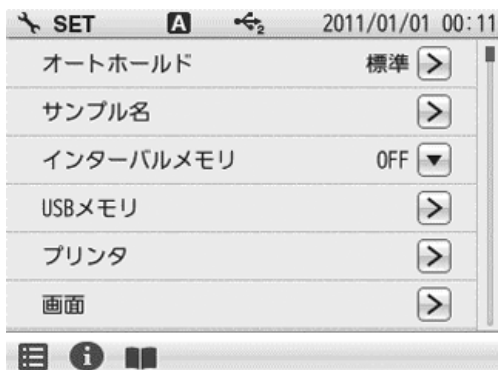 SET A 2 2011/01/01 00:11
オートホールド 標準
サンプル名
インターバルメモリ OFF
USBメモリ
プリンタ
画面